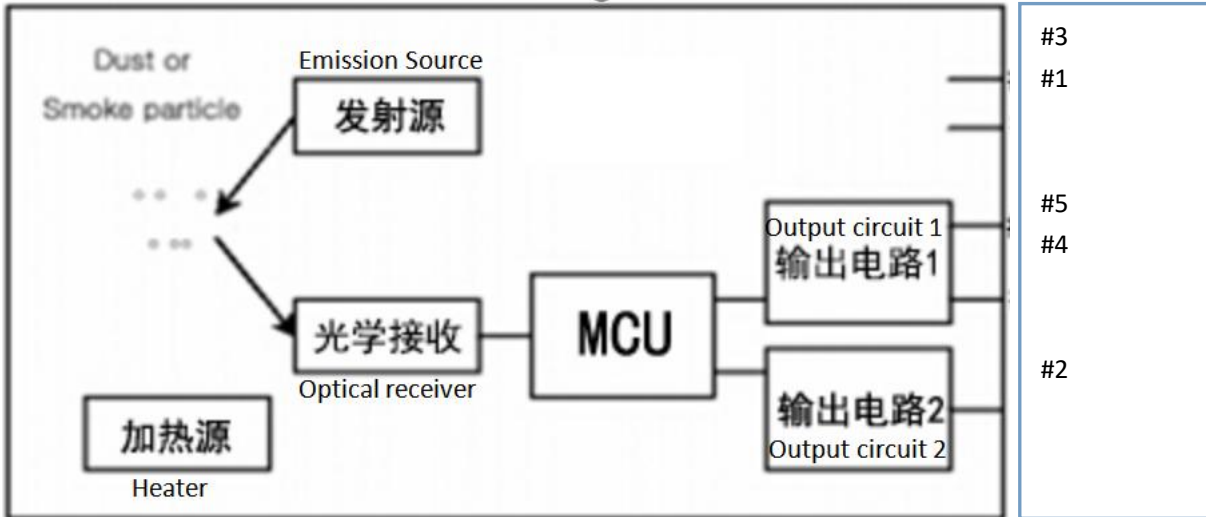 Dust or
Smoke particle
Emission Source
发射源
光学接收
Optical receiver
加热源
Heater
MCU
Output circuit 1
输出电路1
输出电路2
Output circuit 2
#3
#1
#5
#4
#2